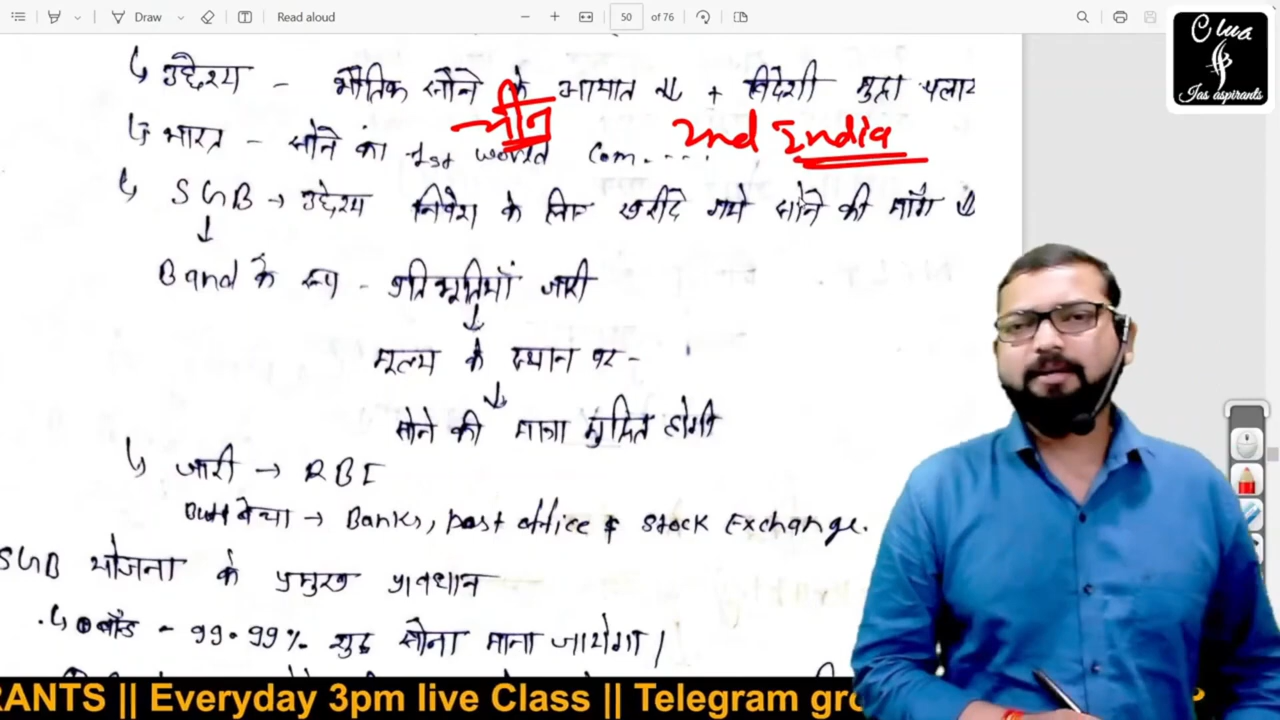 Draw
Read aloud
50 of 76
Clua
Ias aspirants
उद्देश्य - भौतिक सोने के आयात ↓ + विदेशी मुद्रा
चीन 2nd India
भारत - सोने का 1st world Com....
SGB → उद्देश्य निवेश के लिए खरीदे गये सोने की माँग ↓
↓
Band के रूप - प्रतिभूतियाँ जारी
↓
मूल्य के स्थान पर -
↓
सोने की मात्रा मुद्रित होगी
जारी → RBI
बेचा → Banks, post office & Stock Exchange.
SGB योजना के प्रमुख प्रावधान
बॉन्ड - 99.99% शुद्ध सोना माना जायेगा।
RANTS || Everyday 3pm live Class || Telegram gro